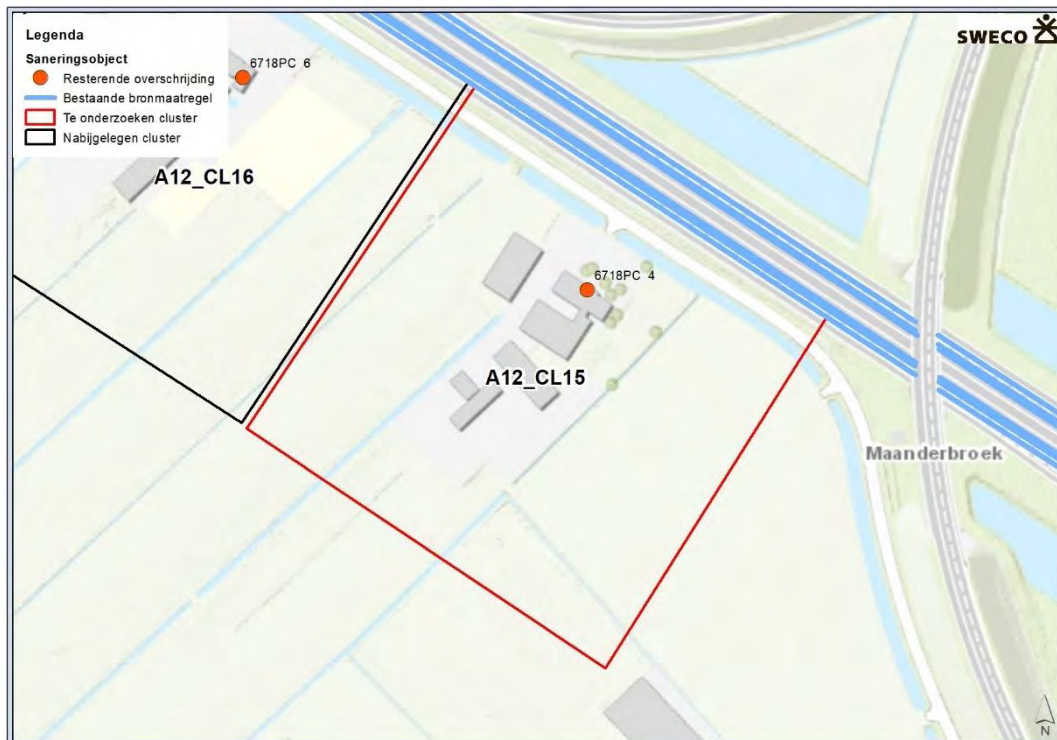 Legenda
Saneringsobject
Resterende overschrijding
Bestaande bronmaatregel
Te onderzoeken cluster
Nabijgelegen cluster
SWECO
6718PC 6
A12_CL16
6718PC 4
A12_CL15
Maanderbroek
N